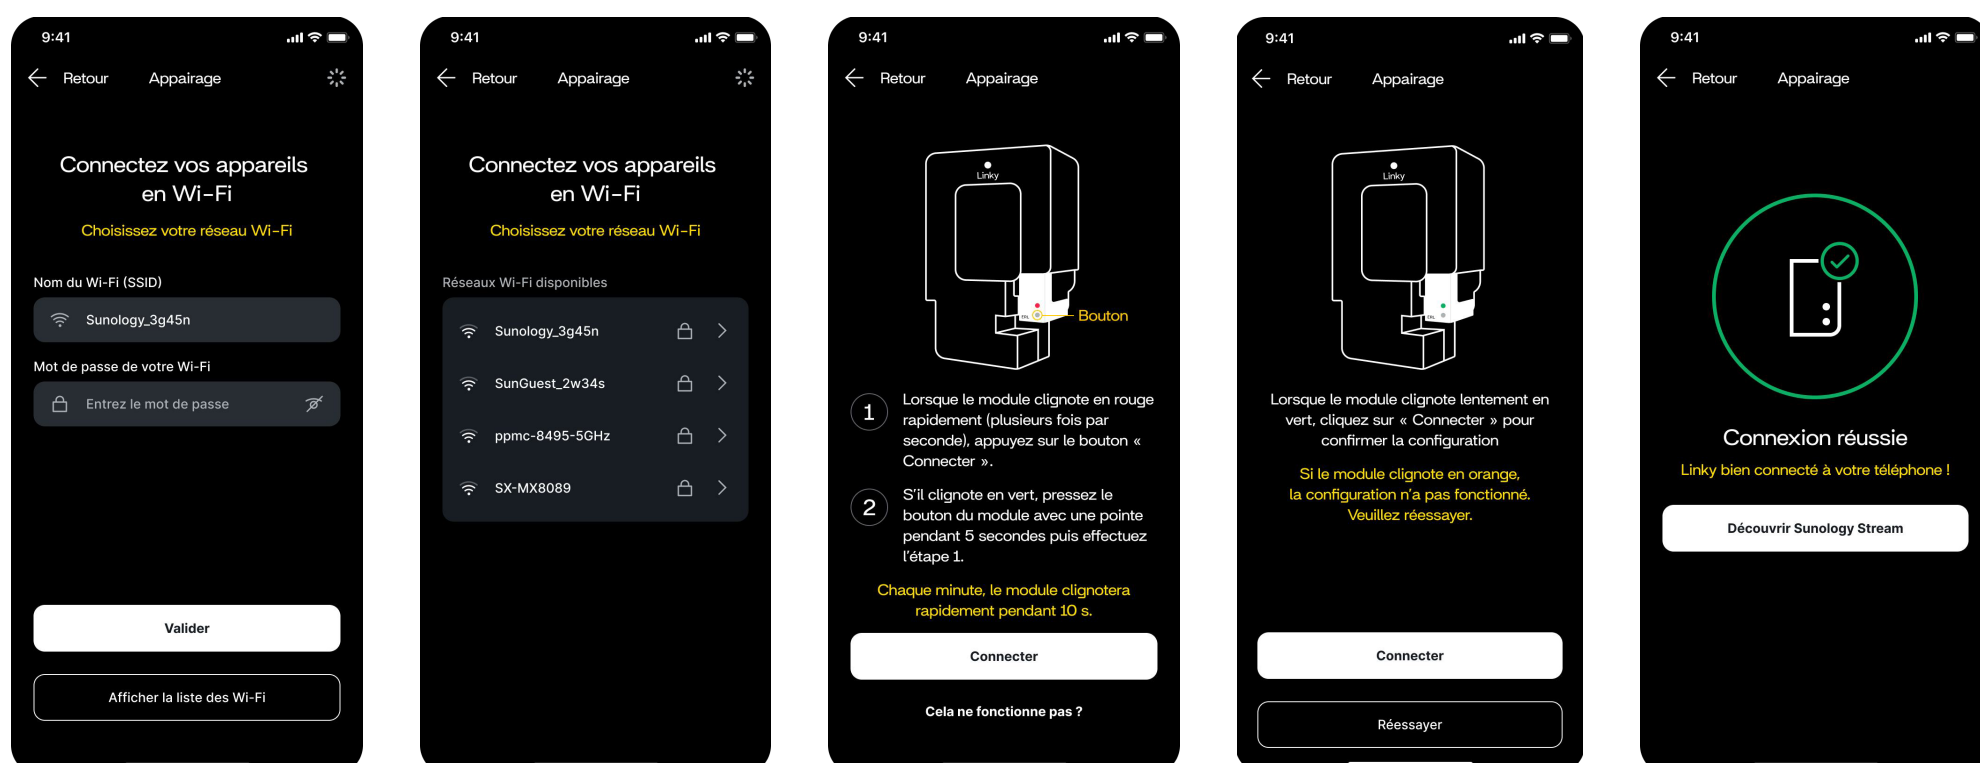 9:41
Retour
Appairage
Connectez vos appareils
en Wi-Fi
Choisissez votre réseau Wi-Fi
Nom du Wi-Fi (SSID)
Sunology_3g45n
Mot de passe de votre Wi-Fi
Entrez le mot de passe
Valider
Afficher la liste des Wi-Fi
9:41
Retour
Appairage
Connectez vos appareils
en Wi-Fi
Choisissez votre réseau Wi-Fi
Réseaux Wi-Fi disponibles
Sunology_3g45n
SunGuest_2w34s
ppmc-8495-5GHz
SX-MX8089
9:41
Retour
Appairage
Linky
ERL
Bouton
1
Lorsque le module clignote en rouge
rapidement (plusieurs fois par
seconde), appuyez sur le bouton «
Connecter ».
2
S'il clignote en vert, pressez le
bouton du module avec une pointe
pendant 5 secondes puis effectuez
l'étape 1.
Chaque minute, le module clignotera
rapidement pendant 10 s.
Connecter
Cela ne fonctionne pas ?
9:41
Retour
Appairage
Linky
ERL
Lorsque le module clignote lentement en
vert, cliquez sur « Connecter » pour
confirmer la configuration
Si le module clignote en orange,
la configuration n'a pas fonctionné.
Veuillez réessayer.
Connecter
Réessayer
9:41
Retour
Appairage
Connexion réussie
Linky bien connecté à votre téléphone !
Découvrir Sunology Stream